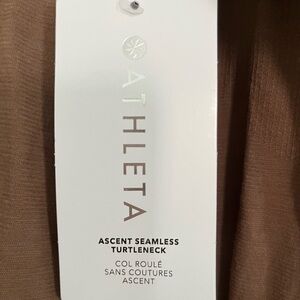 ATHLETA
ASCENT SEAMLESS
TURTLENECK
COL ROULÉ
SANS COUTURES
ASCENT